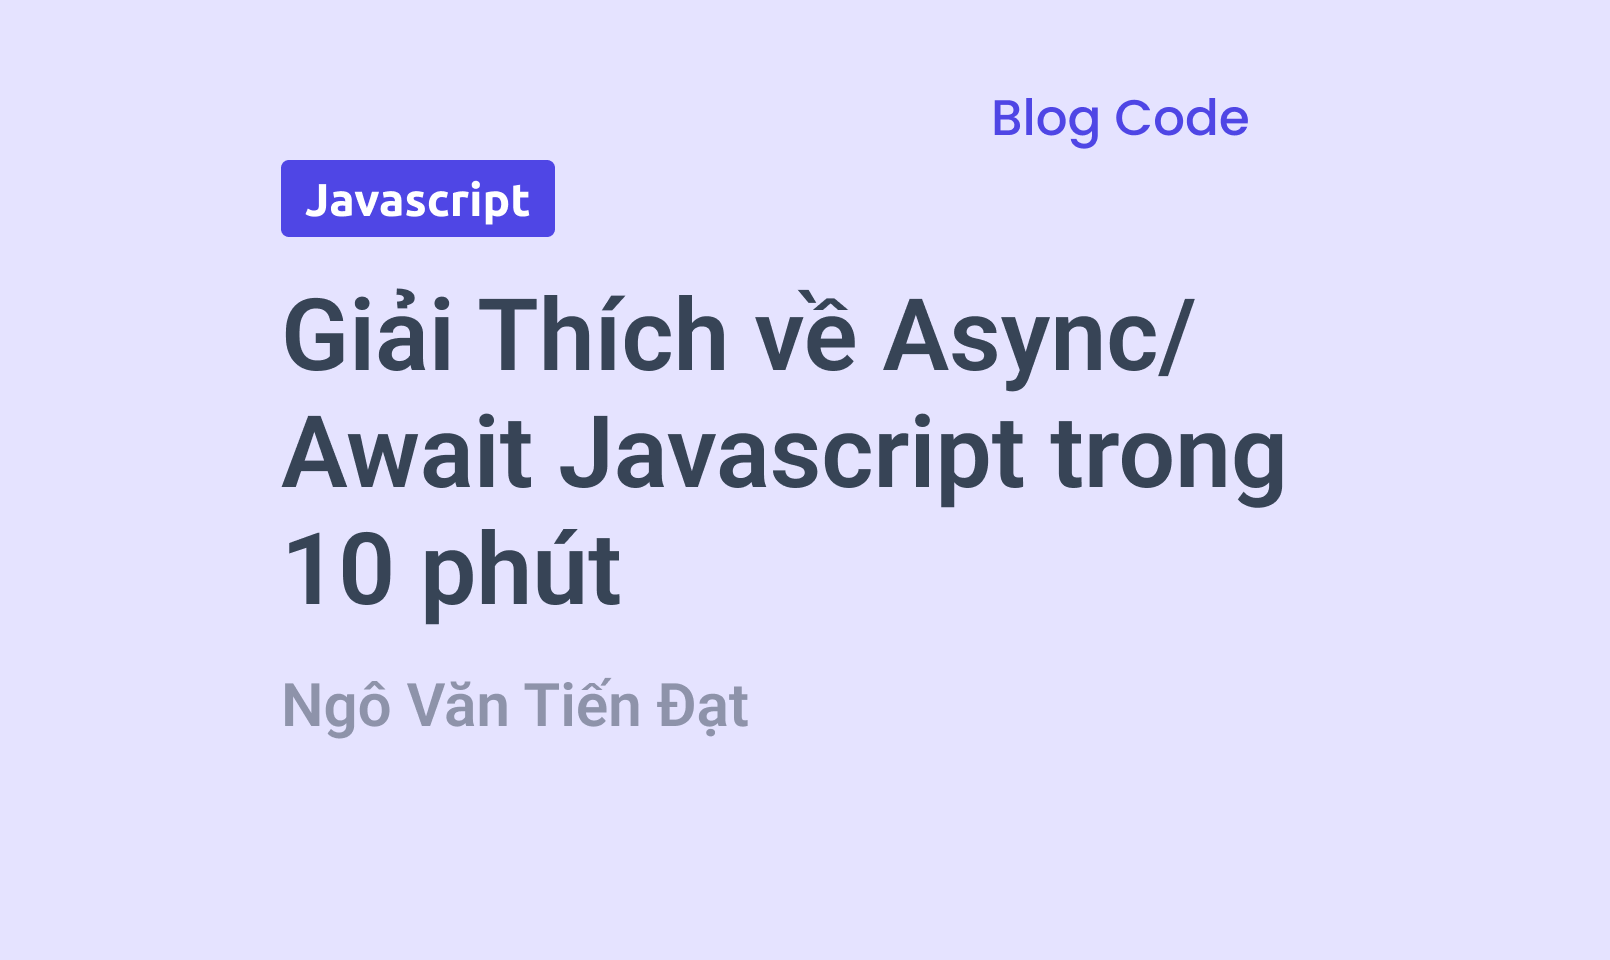 Blog Code
Javascript
Giải Thích về Async/
Await Javascript trong
10 phút
Ngô Văn Tiến Đạt